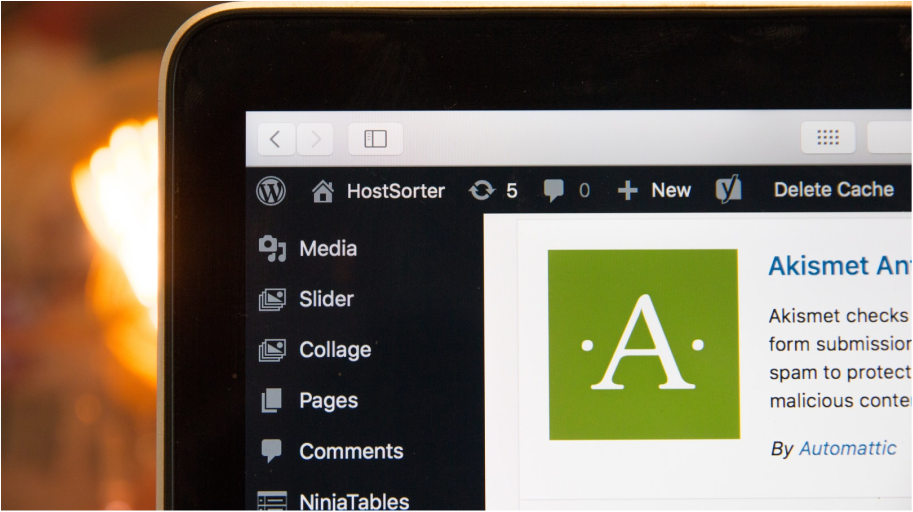 HostSorter 5 0 New Delete Cache
Media
Slider
Collage
Pages
Comments
NinjaTables
A
Akismet An
Akismet checks
form submission
spam to protect
malicious conte
By Automattic